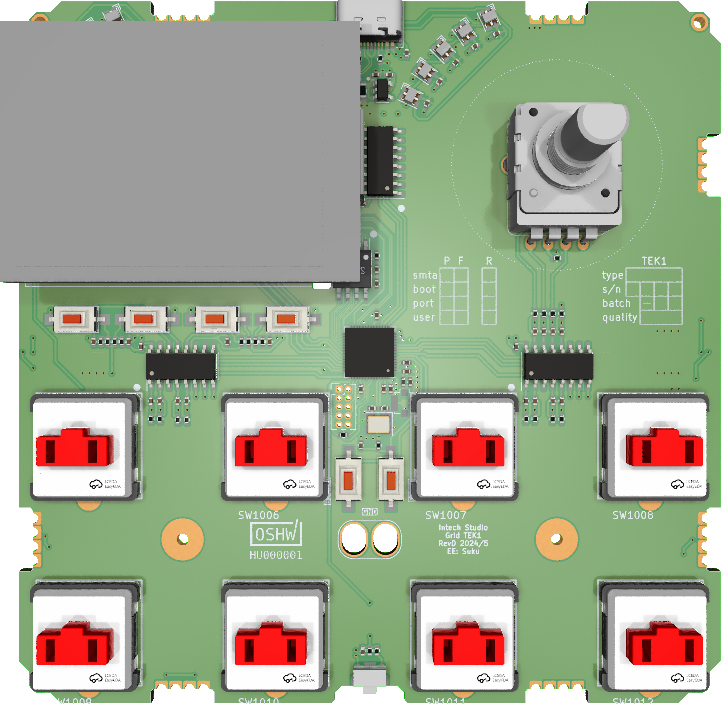 P F R
smta
boot
port
user
TEK1
type
s/n
batch
quality
SW1006
SW1007
SW1008
GND
OSHW
HU000001
Intech Studio
Grid TEK1
RevD 2024/5
EE: Suku
SW1010
SW1011
SW1012